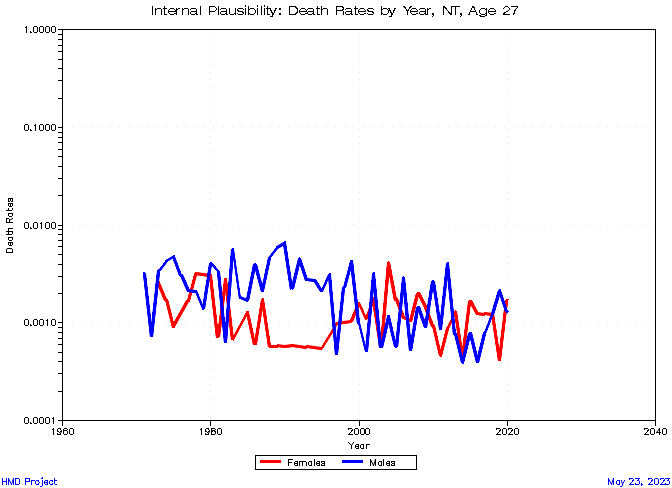 Internal Plausibility: Death Rates by Year, NT, Age 27
1.0000
0.1000
0.0100
0.0010
0.0001
Death Rates
1960 1980 2000 2020 2040
Year
Females Males
HMD Project
May 23, 2023